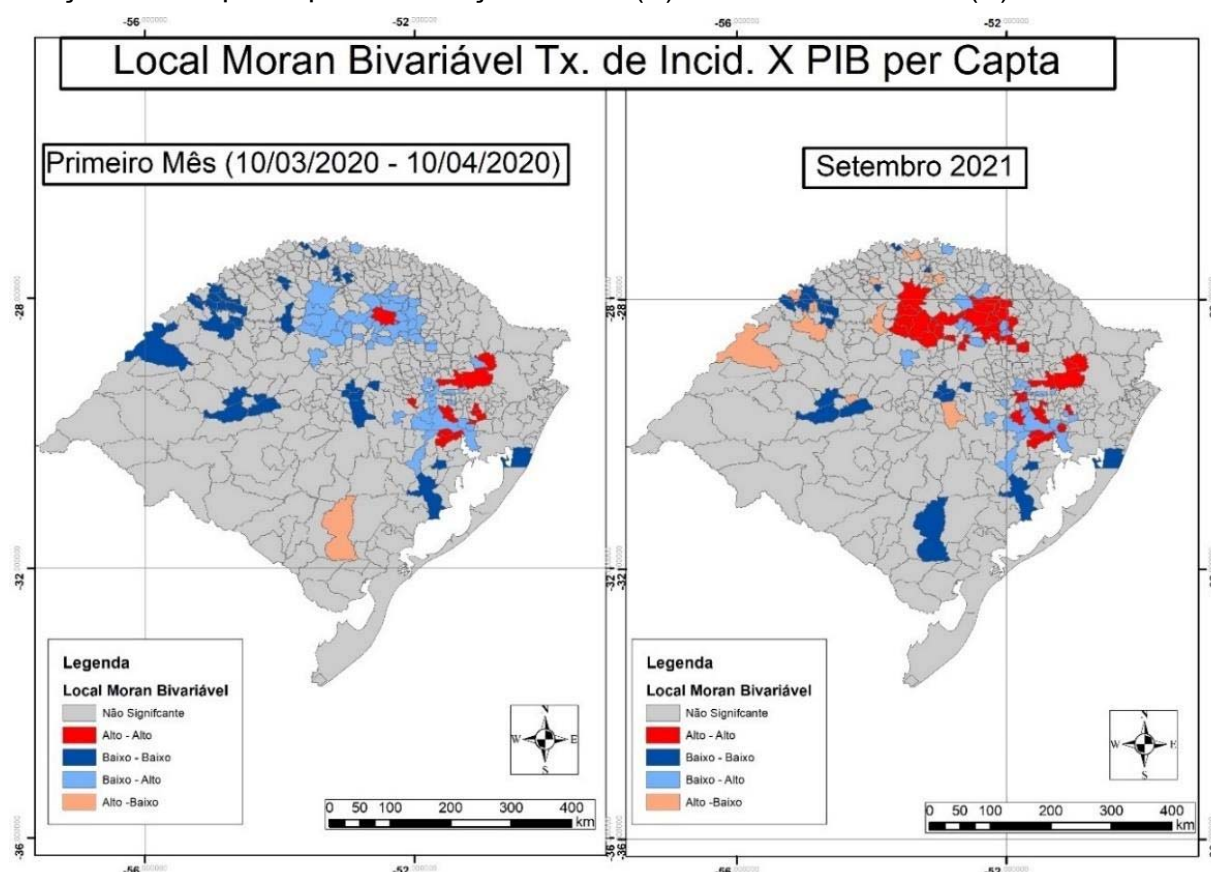 Local Moran Bivariável Tx. de Incid. X PIB per Capta
Primeiro Mês (10/03/2020 - 10/04/2020)
Setembro 2021
-56
-52
-56
-52
-28
-32
-36
-28
-32
-36
Legenda
Local Moran Bivariável
Não Signifcante
Alto - Alto
Baixo - Baixo
Baixo - Alto
Alto -Baixo
N
W E
S
0 50 100 200 300 400
km
Legenda
Local Moran Bivariável
Não Signifcante
Alto - Alto
Baixo - Baixo
Baixo - Alto
Alto -Baixo
N
W E
S
0 50 100 200 300 400
km
-56
-52
-56
-52